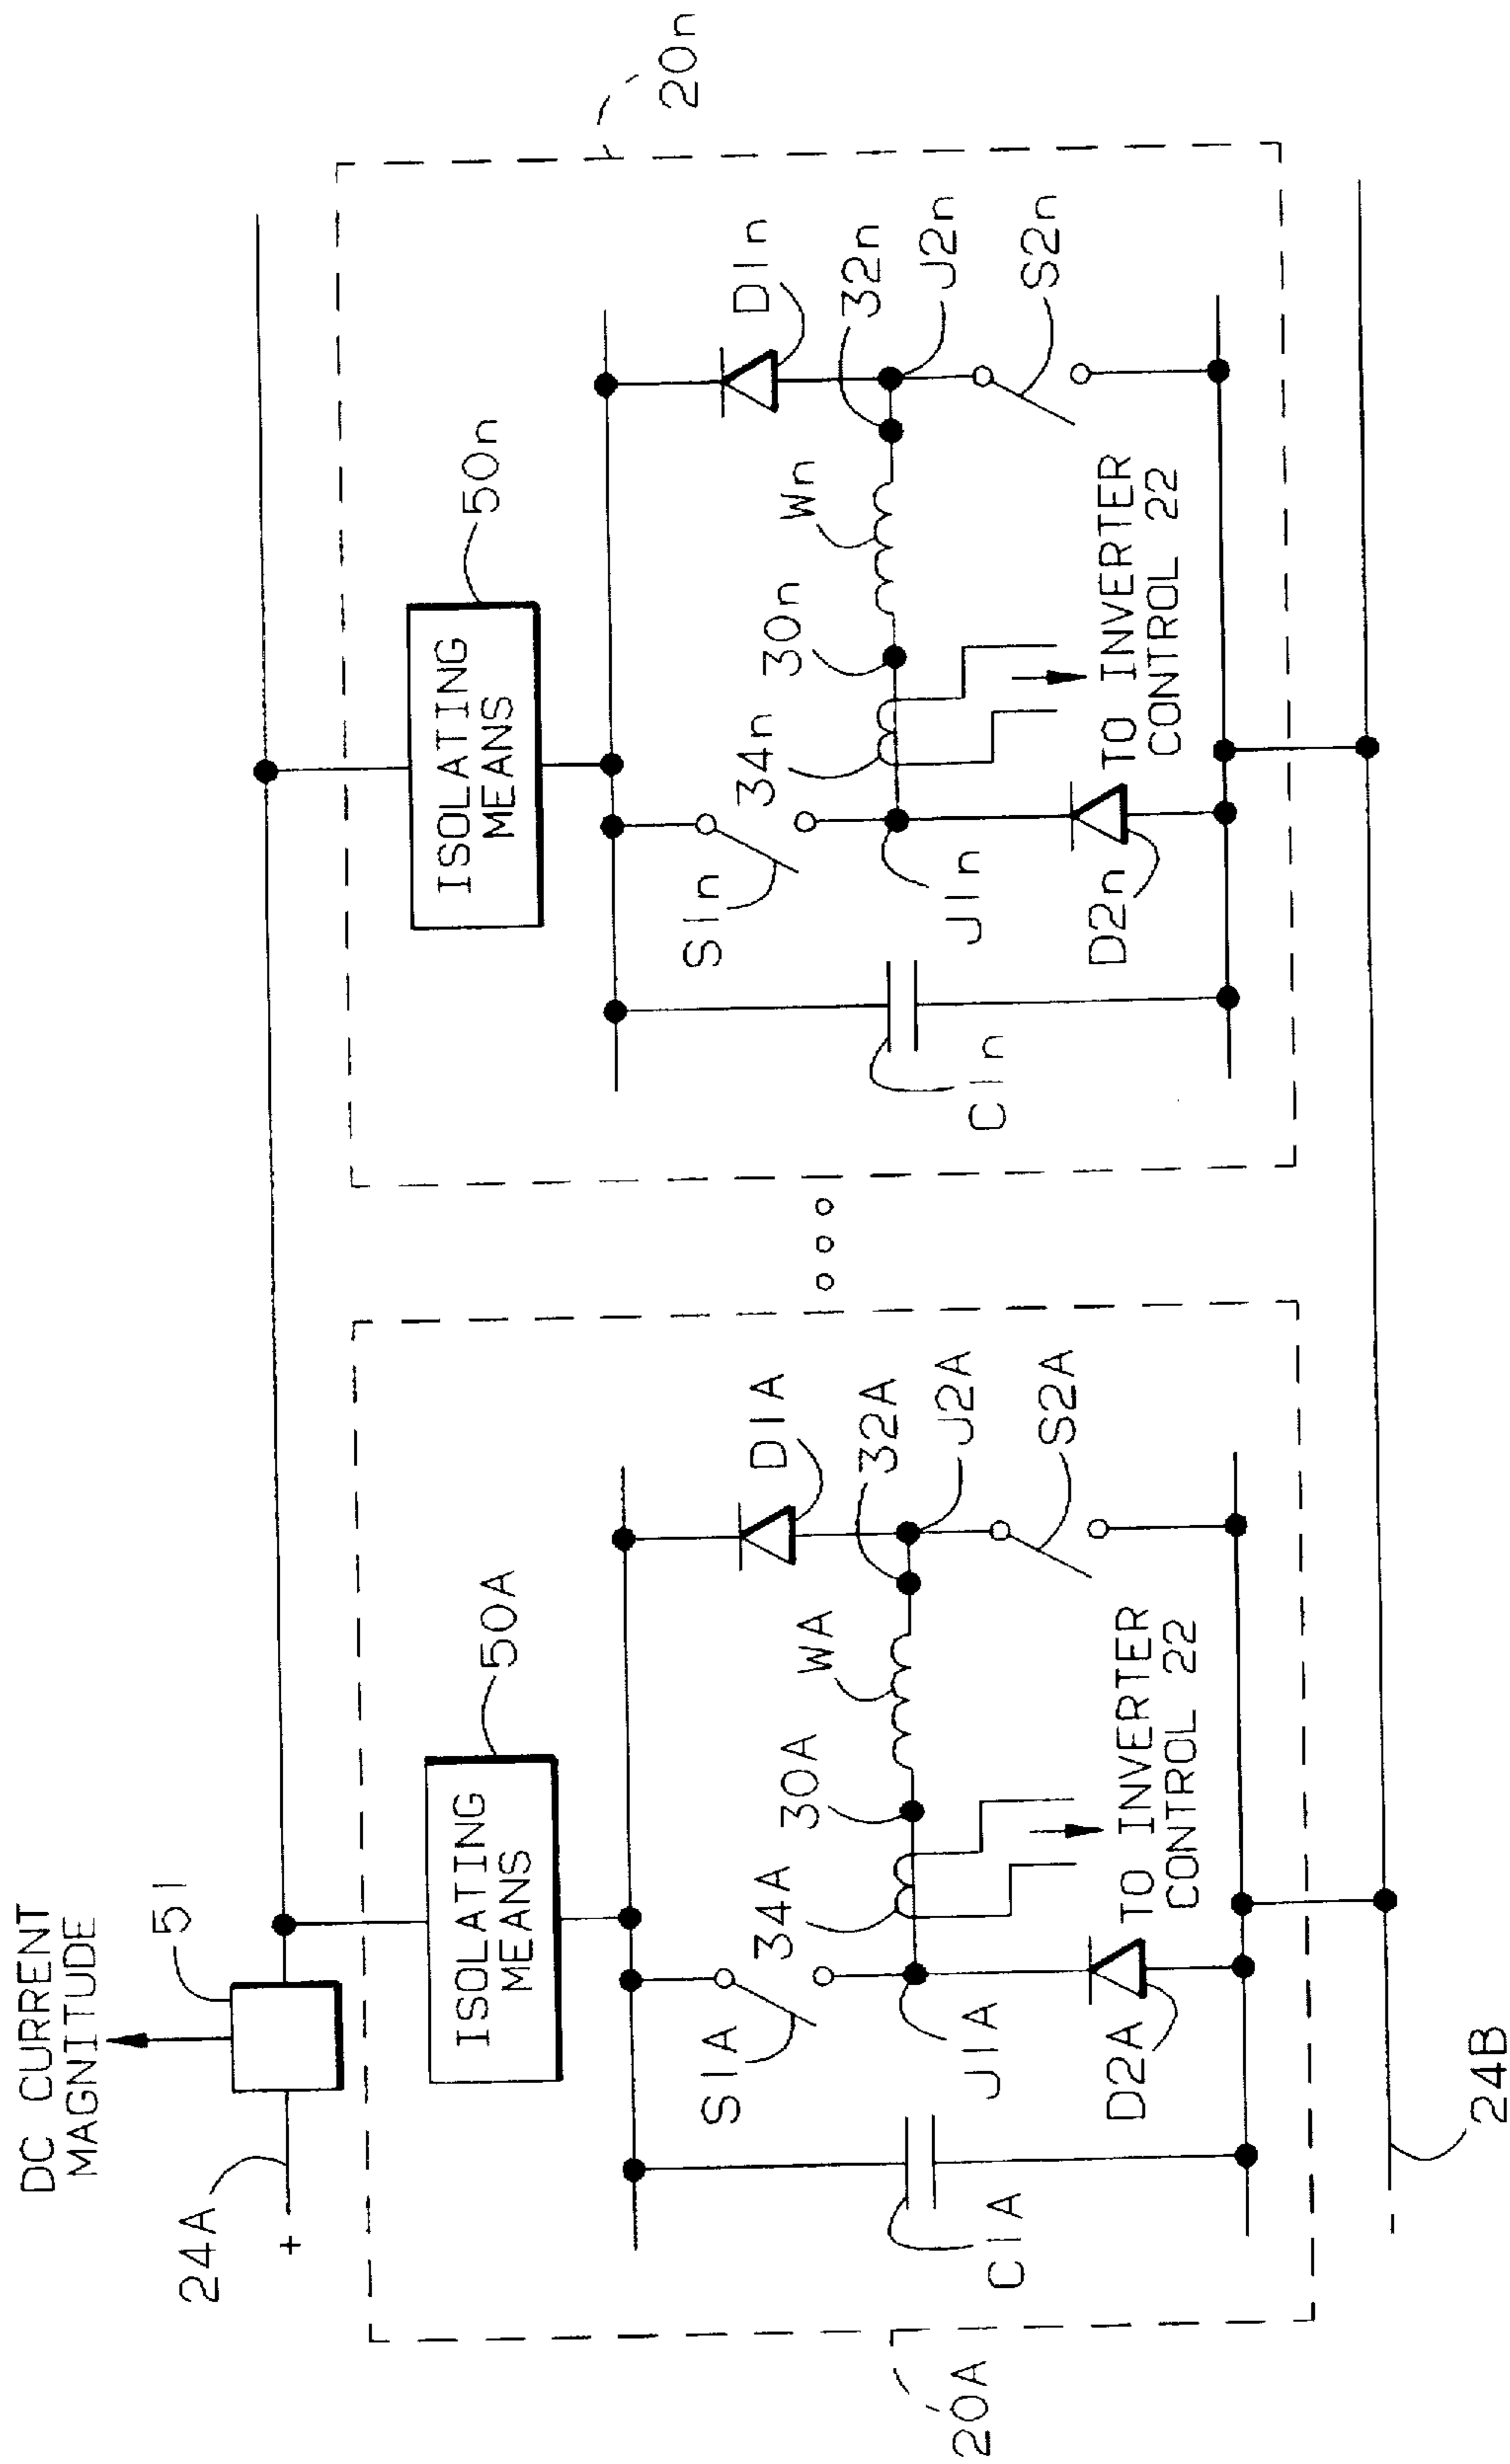 DC CURRENT
MAGNITUDE
51
24A
+
20A
50A
ISOLATING
MEANS
S1A
34A
30A
WA
32A
D1A
J2A
S2A
J1A
C1A
D2A
TO INVERTER
CONTROL 22
24B
-
20n
50n
ISOLATING
MEANS
S1n
34n
30n
Wn
32n
D1n
J2n
S2n
J1n
C1n
D2n
TO INVERTER
CONTROL 22